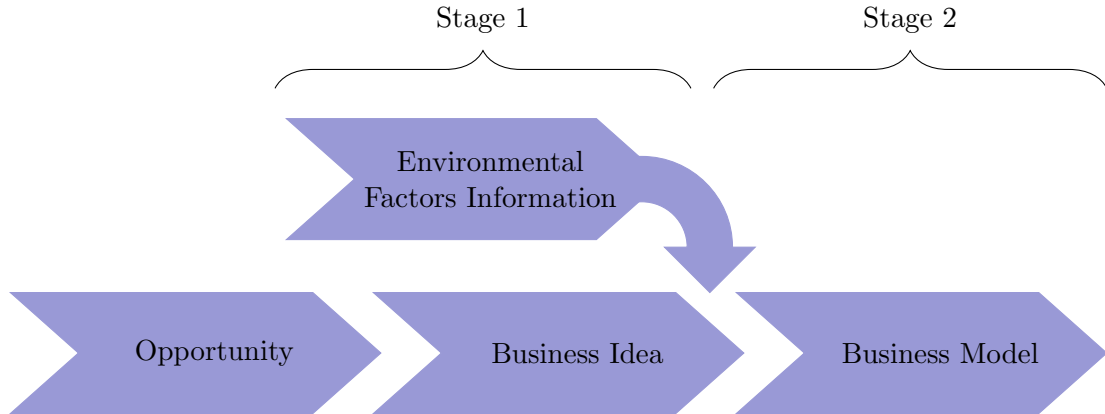 Stage 1
Stage 2
Environmental
Factors Information
Opportunity
Business Idea
Business Model